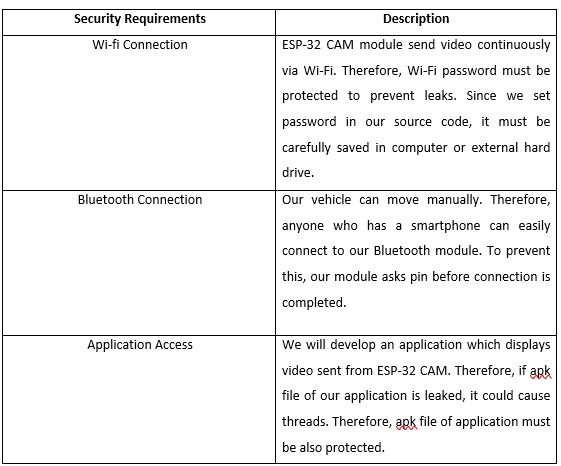 Security Requirements
Description
Wi-fi Connection
ESP-32 CAM module send video continuously
via Wi-Fi. Therefore, Wi-Fi password must be
protected to prevent leaks. Since we set
password in our source code, it must be
carefully saved in computer or external hard
drive.
Bluetooth Connection
Our vehicle can move manually. Therefore,
anyone who has a smartphone can easily
connect to our Bluetooth module. To prevent
this, our module asks pin before connection is
completed.
Application Access
We will develop an application which displays
video sent from ESP-32 CAM. Therefore, if apk
file of our application is leaked, it could cause
threads. Therefore, apk file of application must
be also protected.